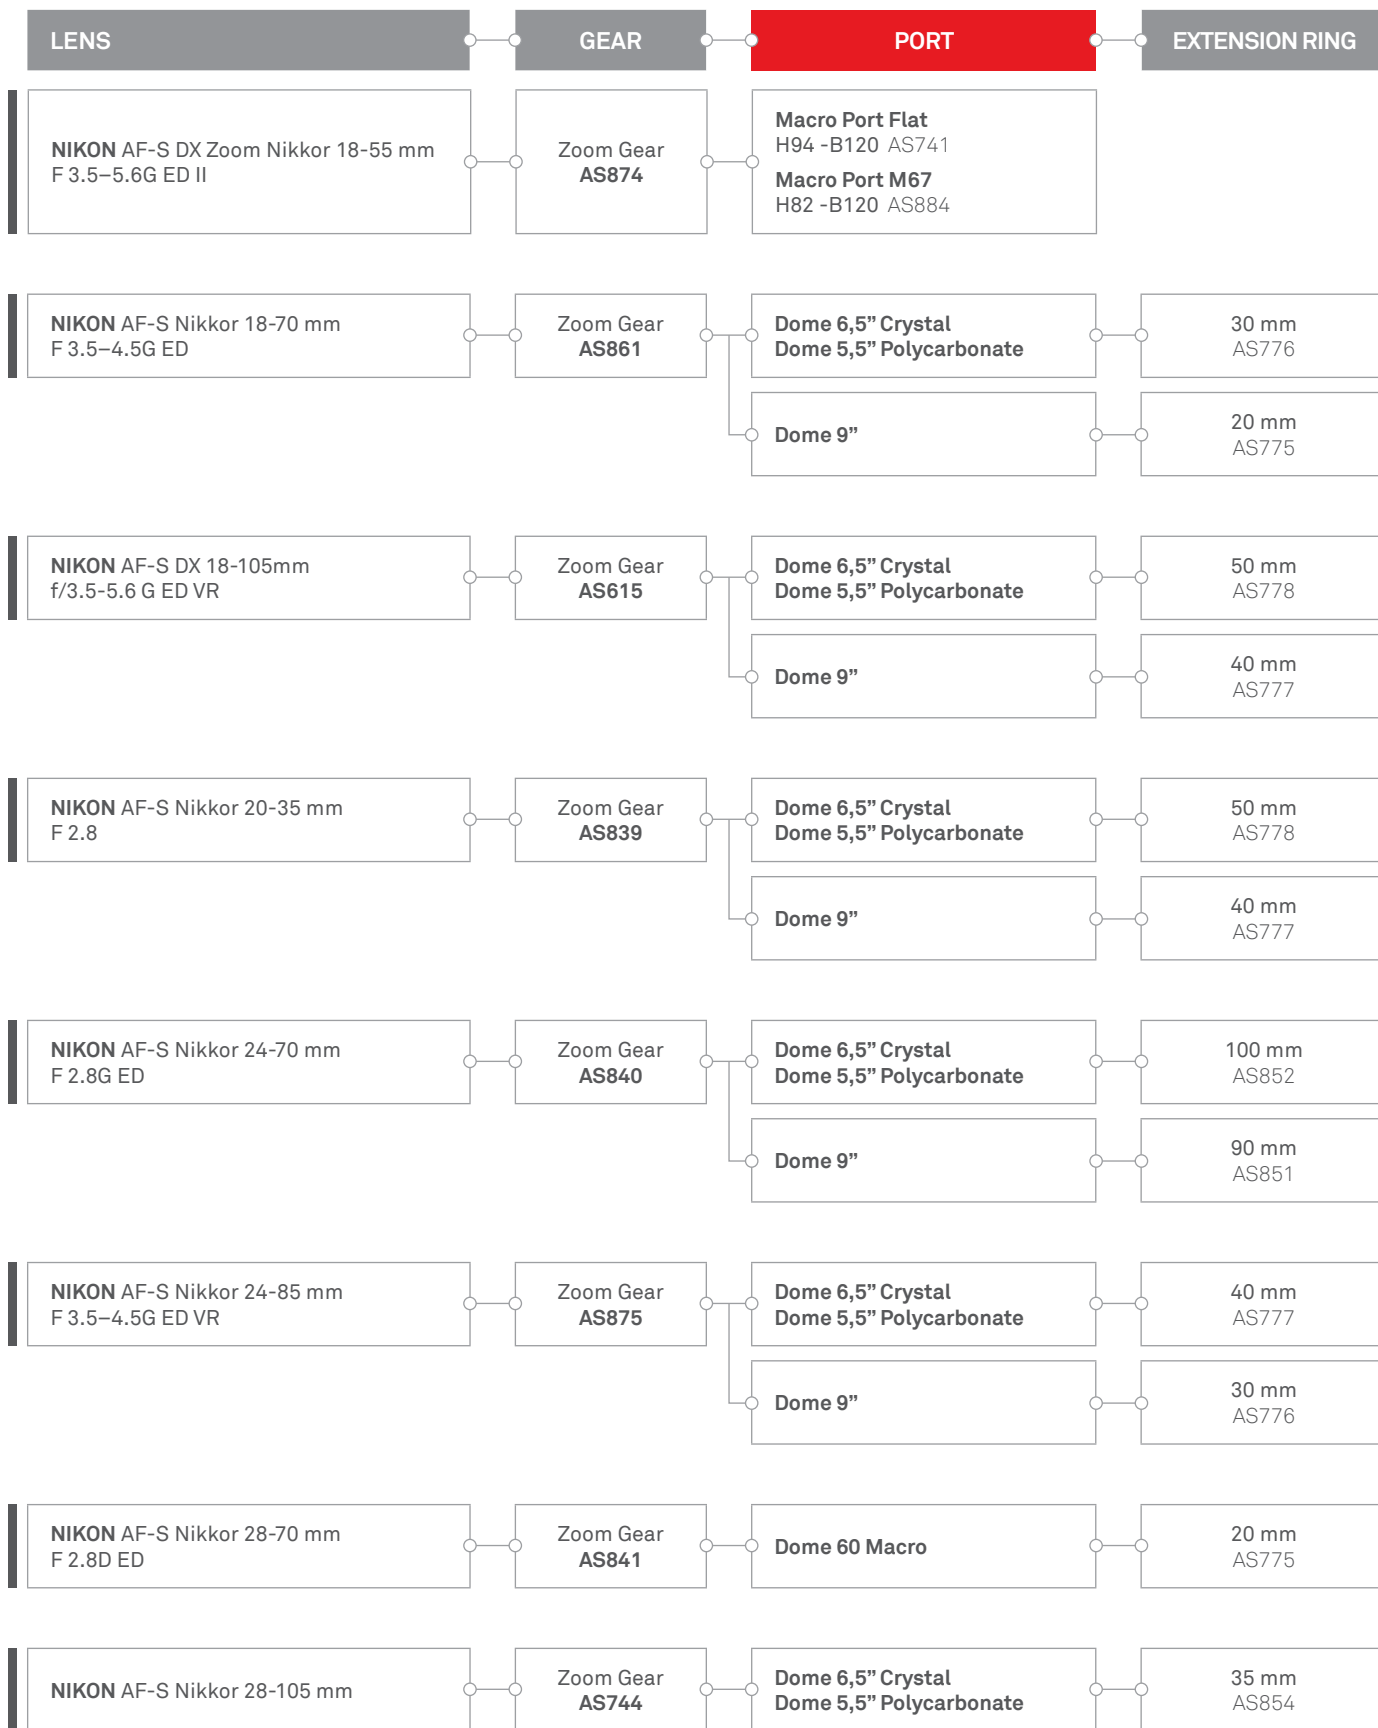 LENS
GEAR
PORT
EXTENSION RING
NIKON AF-S DX Zoom Nikkor 18-55 mm
F 3.5–5.6G ED II
Zoom Gear
AS874
Macro Port Flat
H94 -B120 AS741
Macro Port M67
H82 -B120 AS884
NIKON AF-S Nikkor 18-70 mm
F 3.5–4.5G ED
Zoom Gear
AS861
Dome 6,5” Crystal
Dome 5,5” Polycarbonate
30 mm
AS776
Dome 9”
20 mm
AS775
NIKON AF-S DX 18-105mm
f/3.5-5.6 G ED VR
Zoom Gear
AS615
Dome 6,5” Crystal
Dome 5,5” Polycarbonate
50 mm
AS778
Dome 9”
40 mm
AS777
NIKON AF-S Nikkor 20-35 mm
F 2.8
Zoom Gear
AS839
Dome 6,5” Crystal
Dome 5,5” Polycarbonate
50 mm
AS778
Dome 9”
40 mm
AS777
NIKON AF-S Nikkor 24-70 mm
F 2.8G ED
Zoom Gear
AS840
Dome 6,5” Crystal
Dome 5,5” Polycarbonate
100 mm
AS852
Dome 9”
90 mm
AS851
NIKON AF-S Nikkor 24-85 mm
F 3.5–4.5G ED VR
Zoom Gear
AS875
Dome 6,5” Crystal
Dome 5,5” Polycarbonate
40 mm
AS777
Dome 9”
30 mm
AS776
NIKON AF-S Nikkor 28-70 mm
F 2.8D ED
Zoom Gear
AS841
Dome 60 Macro
20 mm
AS775
NIKON AF-S Nikkor 28-105 mm
Zoom Gear
AS744
Dome 6,5” Crystal
Dome 5,5” Polycarbonate
35 mm
AS854